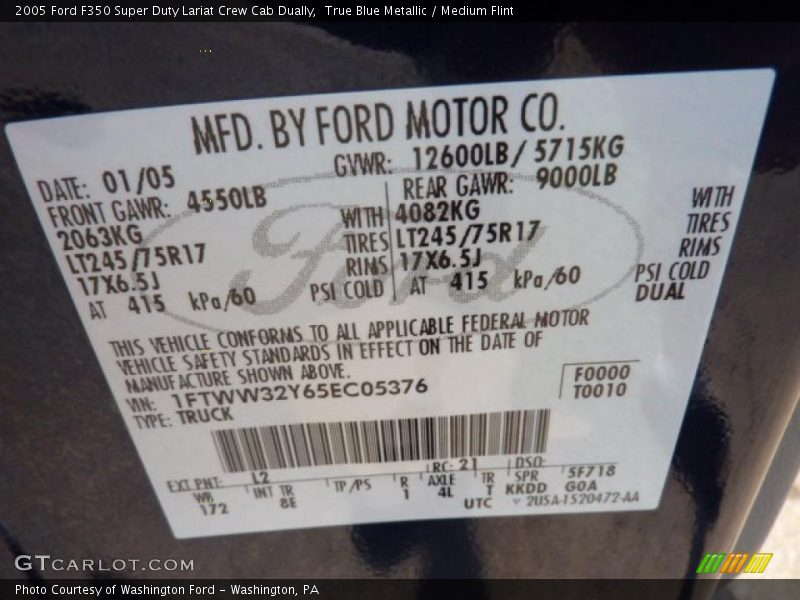 2005 Ford F350 Super Duty Lariat Crew Cab Dually, True Blue Metallic / Medium Flint
MFD. BY FORD MOTOR CO.
DATE: 01/05 GVWR: 12600LB/ 5715KG
FRONT GAWR: 4550LB REAR GAWR: 9000LB
2063KG WITH 4082KG WITH
LT245/75R17 TIRES LT245/75R17 TIRES
17X6.5J RIMS 17X6.5J RIMS
AT 415 kPa/60 PSI COLD AT 415 kPa/60 PSI COLD
DUAL
Ford
THIS VEHICLE CONFORMS TO ALL APPLICABLE FEDERAL MOTOR
VEHICLE SAFETY STANDARDS IN EFFECT ON THE DATE OF
MANUFACTURE SHOWN ABOVE.
VIN: 1FTWW32Y65EC05376 F0000
TYPE: TRUCK T0010
EXT PNT: L2 RC: 21 DSO:
WB INT TR TP/PS R AXLE TR SPR 5F718
172 8E 1 4L T KKDD G0A
UTC 2U5A-1520472-AA
GTCARLOT.COM
Photo Courtesy of Washington Ford - Washington, PA